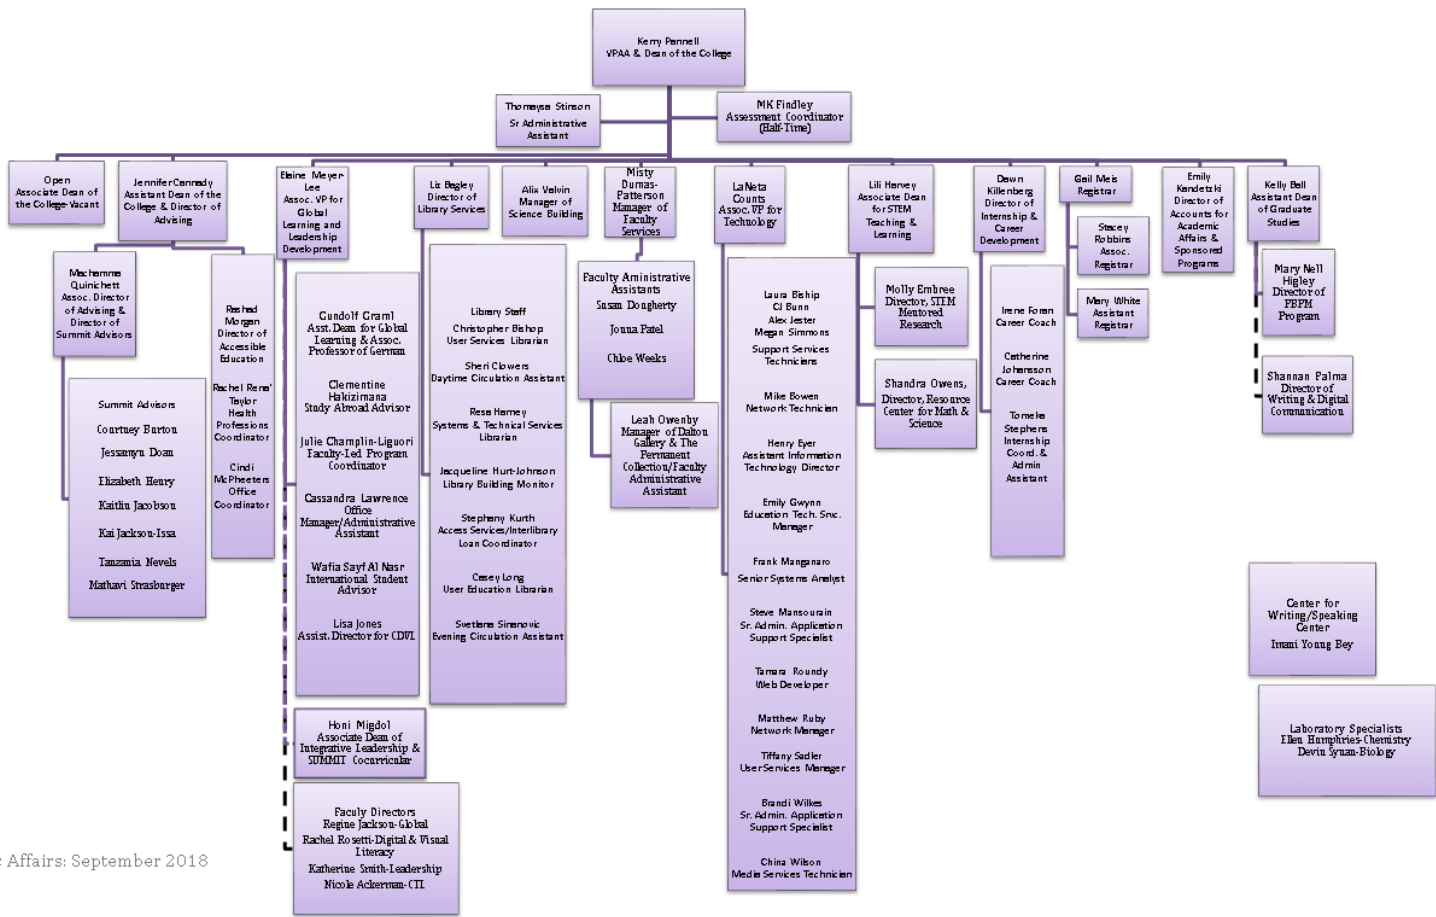 Kerry Pannell
VPAA & Dean of the College
Thomaysa Stinson
Sr Administrative
Assistant
MK Findley
Assessment Coordinator
(Half-Time)
Open
Associate Dean of
the College-Vacant
Jennifer Cannady
Assistant Dean of the
College & Director of
Advising
Machamma
Quinichett
Assoc. Director
of Advising &
Director of
Summit Advisors
Summit Advisors
Courtney Burton
Jessamyn Doan
Elizabeth Henry
Kaitlin Jacobson
Kai Jackson-Issa
Tanzania Nevels
Mathavi Strasburger
Rashad
Morgan
Director of
Accessible
Education
Rachel Rena'
Taylor
Health
Professions
Coordinator
Cindi
McPheeters
Office
Coordinator
Elaine Meyer-
Lee
Assoc. VP for
Global
Learning and
Leadership
Development
Gundolf Graml
Asst. Dean for Global
Learning & Assoc.
Professor of German
Clementine
Hakizimana
Study Abroad Advisor
Julie Champlin-Liguori
Faculty-Led Program
Coordinator
Cassandra Lawrence
Office
Manager/Administrative
Assistant
Wafia Sayf Al Nasr
International Student
Advisor
Lisa Jones
Assist. Director for CDVL
Honi Migdol
Associate Dean of
Integrative Leadership &
SUMMIT Cocurricular
Faculy Directors
Regine Jackson-Global
Rachel Rosetti-Digital & Visual
Literacy
Katherine Smith-Leadership
Nicole Ackerman-CTL
Liz Bagley
Director of
Library Services
Library Staff
Christopher Bishop
User Services Librarian
Sheri Clowers
Daytime Circulation Assistant
Resa Harney
Systems & Technical Services
Librarian
Jacqueline Hurt-Johnson
Library Building Monitor
Stephany Kurth
Access Services/Interlibrary
Loan Coordinator
Casey Long
User Education Librarian
Svetlana Sinanovic
Evening Circulation Assistant
Alix Valvin
Manager of
Science Building
Misty
Dumas-
Patterson
Manager of
Faculty
Services
Faculty Aministrative
Assistants
Susan Dougherty
Jonna Patel
Chloe Weeks
Leah Owenby
Manager of Dalton
Gallery & The
Permanent
Collection/Faculty
Administrative
Assistant
LaNeta
Counts
Assoc. VP for
Technology
Laura Biship
CJ Bunn
Alex Jester
Megan Simmons
Support Services
Technicians
Mike Bowen
Network Technician
Henry Eyer
Assistant Information
Technology Director
Emily Gwynn
Education Tech. Srvc.
Manager
Frank Manganaro
Senior Systems Analyst
Steve Mansourain
Sr. Admin. Application
Support Specialist
Tamara Roundy
Web Developer
Matthew Ruby
Network Manager
Tiffany Sadler
User Services Manager
Brandi Wilkes
Sr. Admin. Application
Support Specialist
China Wilson
Media Services Technician
Lili Harvey
Associate Dean
for STEM
Teaching &
Learning
Molly Embree
Director, STEM
Mentored
Research
Shandra Owens,
Director, Resource
Center for Math &
Science
Dawn
Killenberg
Director of
Internship &
Career
Development
Irene Foran
Career Coach
Catherine
Johansson
Career Coach
Tomeka
Stephens
Internship
Coord. &
Admin
Assistant
Gail Meis
Registrar
Stacey
Robbins
Assoc.
Registrar
Mary White
Assistant
Registrar
Emily
Kandetzki
Director of
Accounts for
Academic
Affairs &
Sponsored
Programs
Kelly Ball
Assistant Dean
of Graduate
Studies
Mary Nell
Higley
Director of
PBPM
Program
Shannan Palma
Director of
Writing & Digital
Communication
Center for
Writing/Speaking
Center
Imani Young Bey
Laboratory Specialists
Ellen Humphries-Chemistry
Devin Synan-Biology
Affairs: September 2018